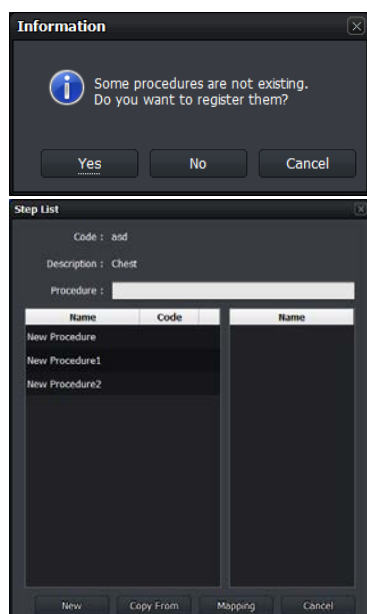 Information
Some procedures are not existing.
Do you want to register them?
Yes No Cancel
Step List
Code : asd
Description : Chest
Procedure :
Name Code Name
New Procedure
New Procedure1
New Procedure2
New Copy From Mapping Cancel